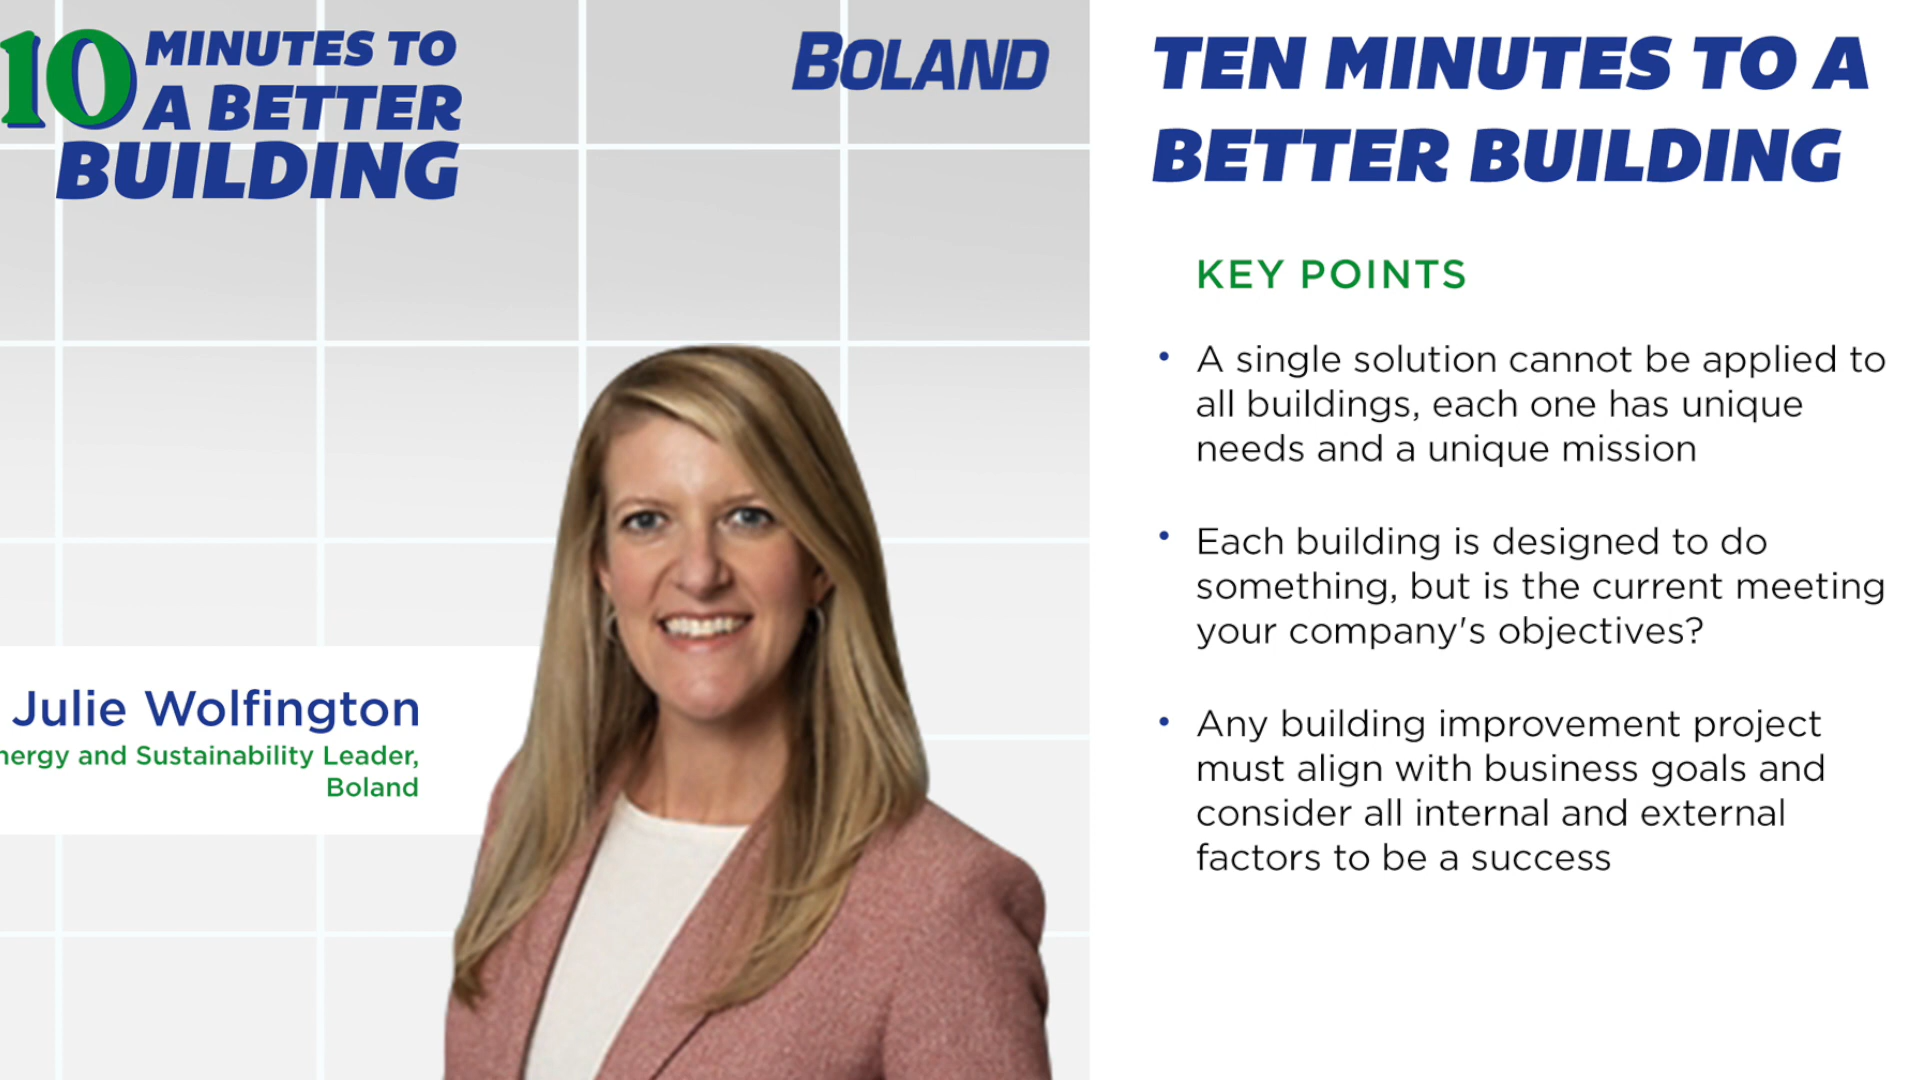 10 MINUTES TO
A BETTER
BUILDING
BOLAND
Julie Wolfington
nergy and Sustainability Leader,
Boland
TEN MINUTES TO A
BETTER BUILDING
KEY POINTS
• A single solution cannot be applied to
all buildings, each one has unique
needs and a unique mission
• Each building is designed to do
something, but is the current meeting
your company's objectives?
• Any building improvement project
must align with business goals and
consider all internal and external
factors to be a success